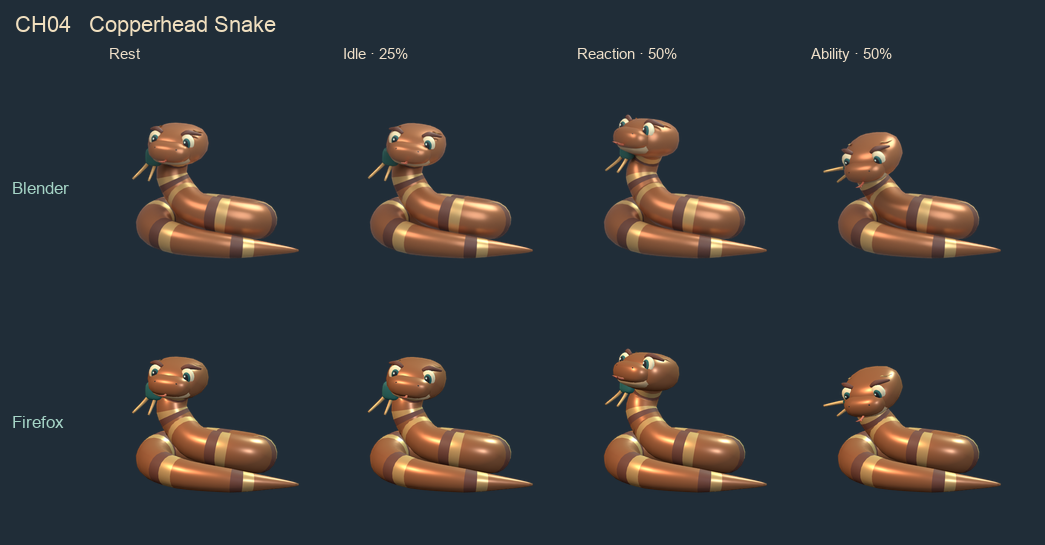 CH04 Copperhead Snake
Rest Idle · 25% Reaction · 50% Ability · 50%
Blender
Firefox